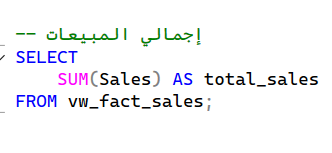 -- إجمالي المبيعات
SELECT
SUM(Sales) AS total_sales
FROM vw_fact_sales;